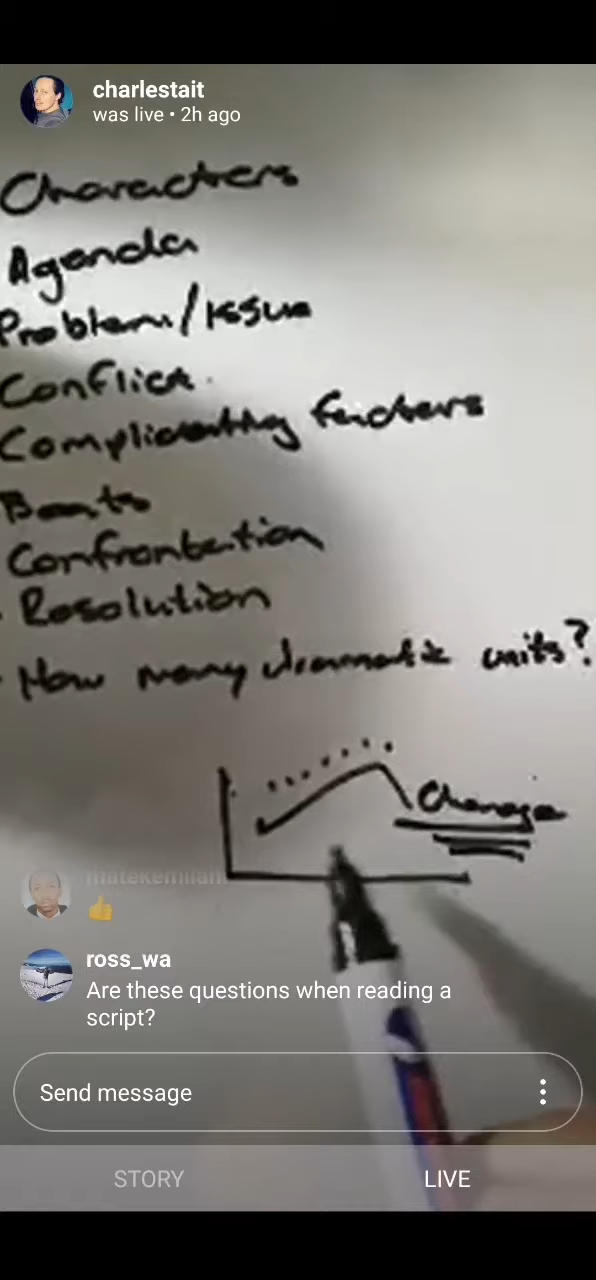 charlestait
was live • 2h ago
Characters
Agenda
Problem/Issue
Conflict
Complicating factors
Beats
Confrontation
Resolution
How many dramatic units?
Change
matekemilani
👍
ross_wa
Are these questions when reading a
script?
Send message
STORY
LIVE